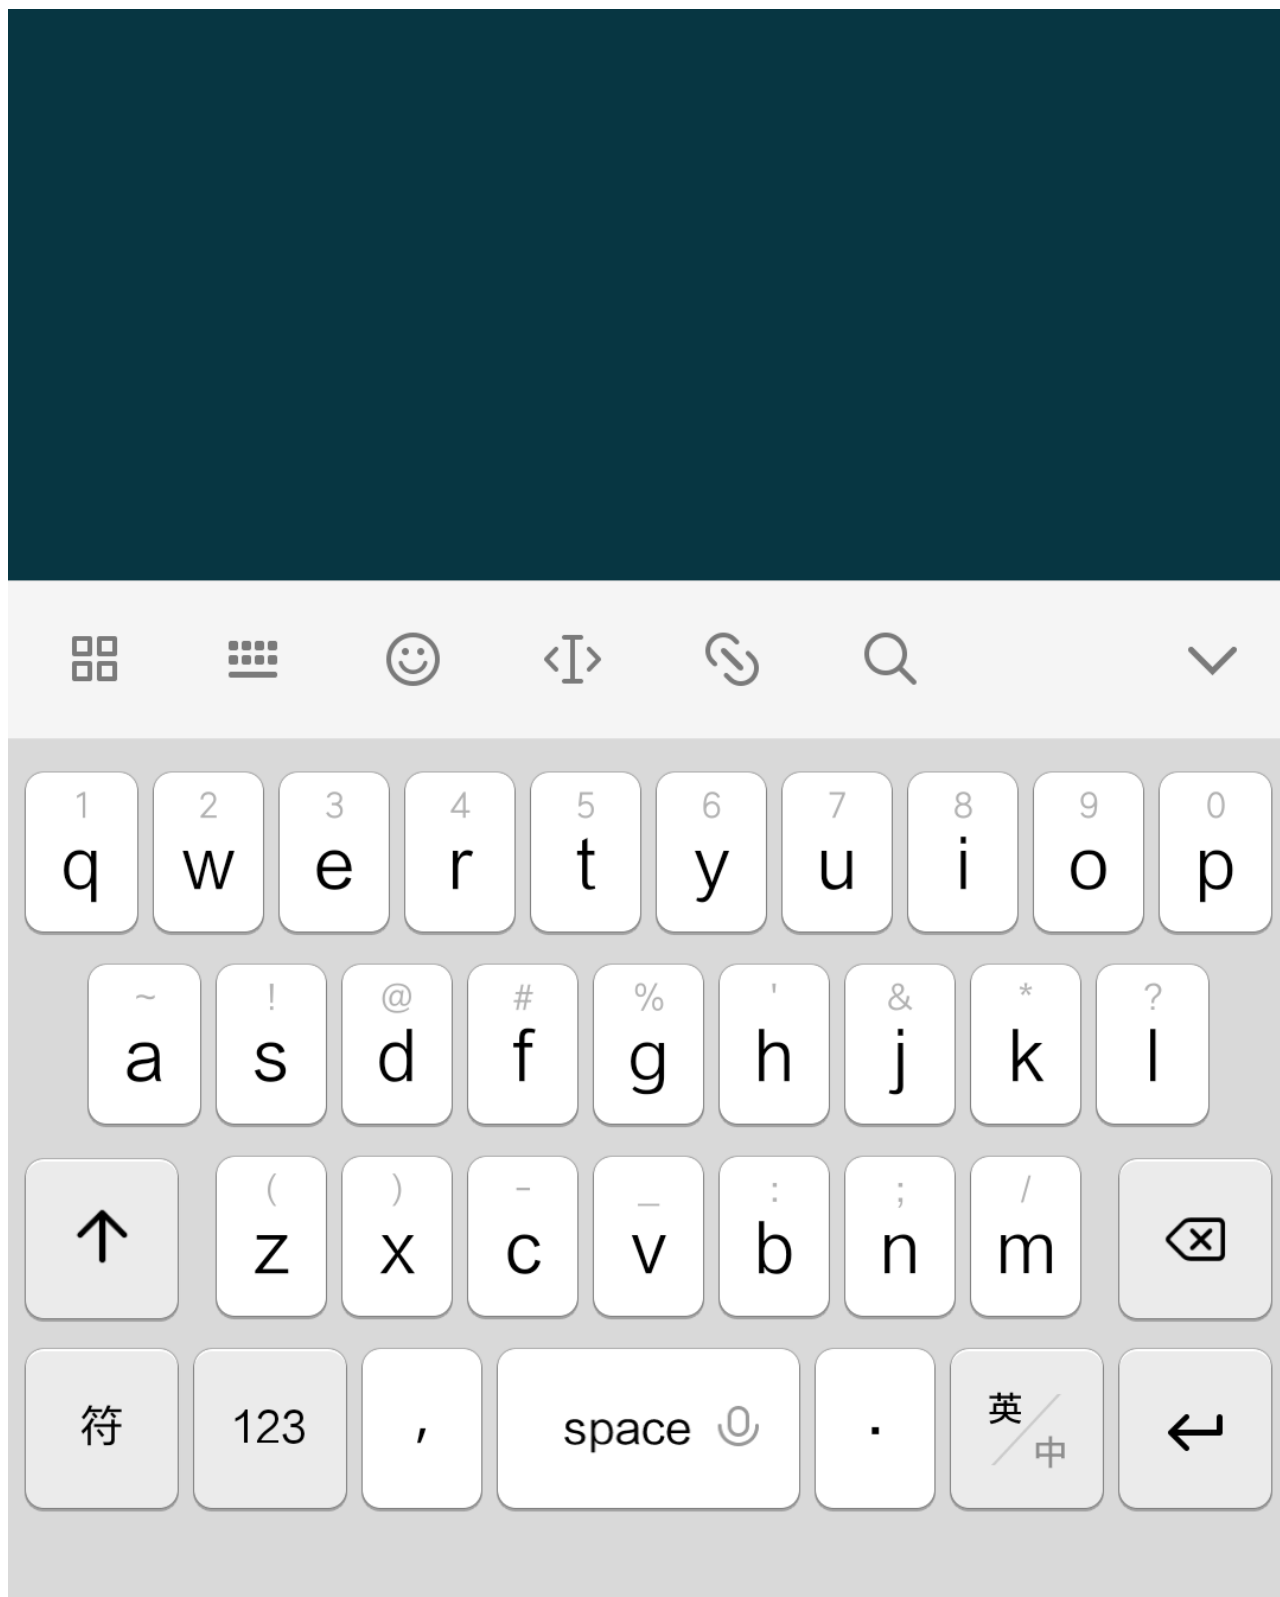 1 2 3 4 5 6 7 8 9 0
q w e r t y u i o p
~ ! @ # % ' & * ?
a s d f g h j k l
( ) - _ : ; /
z x c v b n m
符 123 , space . 英/中